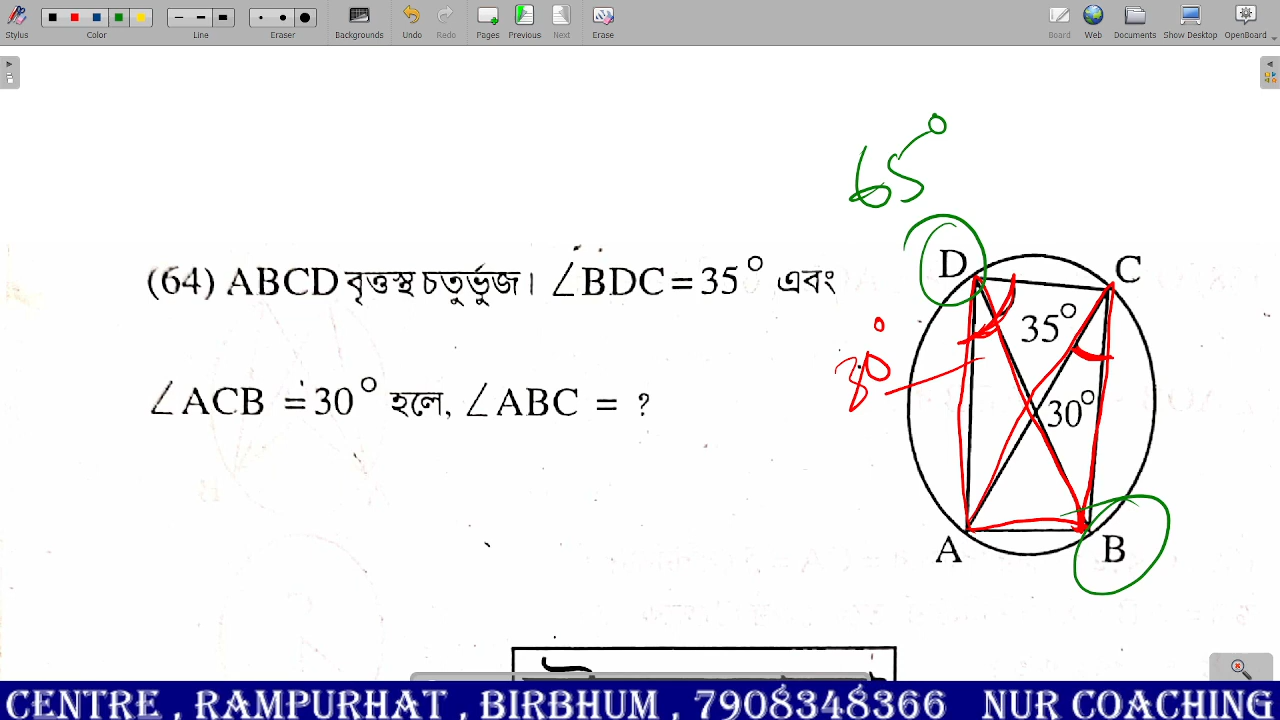 Stylus Color Line Eraser Backgrounds Undo Redo Pages Previous Next Erase Board Web Documents Show Desktop OpenBoard
65°
(64) ABCD বৃত্তস্থ চতুর্ভুজ। ∠BDC = 35° এবং
∠ACB = 30° হলে, ∠ABC = ?
D
C
35°
30°
30°
A
B
CENTRE , RAMPURHAT , BIRBHUM , 7908348366 NUR COACHING